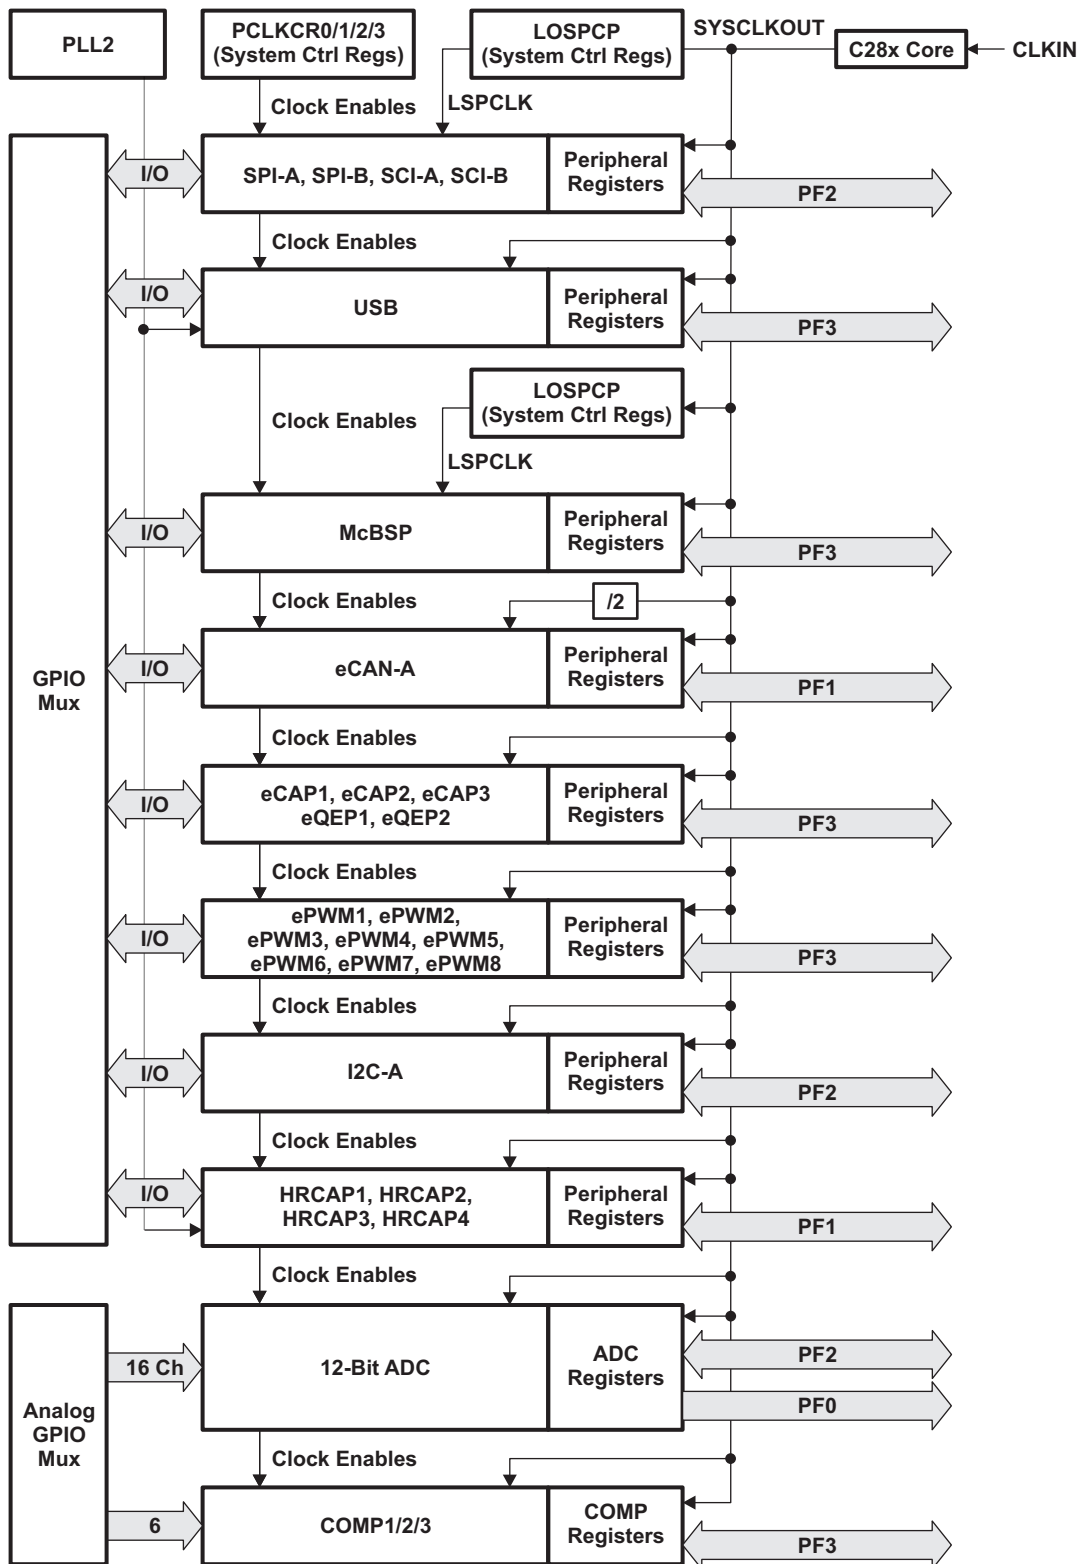 PLL2
PCLKCR0/1/2/3
(System Ctrl Regs)
LOSPCP
(System Ctrl Regs)
SYSCLKOUT
C28x Core
CLKIN
Clock Enables
LSPCLK
I/O
SPI-A, SPI-B, SCI-A, SCI-B
Peripheral
Registers
PF2
Clock Enables
I/O
USB
Peripheral
Registers
PF3
LOSPCP
(System Ctrl Regs)
Clock Enables
LSPCLK
I/O
McBSP
Peripheral
Registers
PF3
Clock Enables
/2
GPIO
Mux
I/O
eCAN-A
Peripheral
Registers
PF1
Clock Enables
I/O
eCAP1, eCAP2, eCAP3
eQEP1, eQEP2
Peripheral
Registers
PF3
Clock Enables
I/O
ePWM1, ePWM2,
ePWM3, ePWM4, ePWM5,
ePWM6, ePWM7, ePWM8
Peripheral
Registers
PF3
Clock Enables
I/O
I2C-A
Peripheral
Registers
PF2
Clock Enables
I/O
HRCAP1, HRCAP2,
HRCAP3, HRCAP4
Peripheral
Registers
PF1
Clock Enables
Analog
GPIO
Mux
16 Ch
12-Bit ADC
ADC
Registers
PF2
PF0
Clock Enables
6
COMP1/2/3
COMP
Registers
PF3